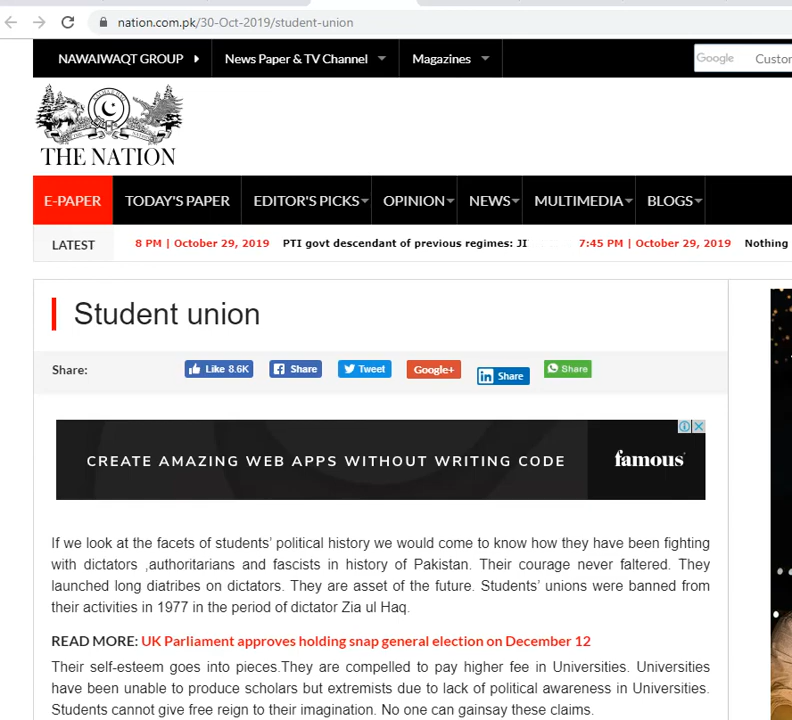 nation.com.pk/30-Oct-2019/student-union
NAWAIWAQT GROUP
News Paper & TV Channel
Magazines
Google
Custom
THE NATION
E-PAPER
TODAY'S PAPER
EDITOR'S PICKS
OPINION
NEWS
MULTIMEDIA
BLOGS
LATEST
8 PM | October 29, 2019
PTI govt descendant of previous regimes: JI
7:45 PM | October 29, 2019
Nothing
Student union
Share:
Like 8.6K
Share
Tweet
Google+
in Share
Share
CREATE AMAZING WEB APPS WITHOUT WRITING CODE
famous
If we look at the facets of students' political history we would come to know how they have been fighting
with dictators ,authoritarians and fascists in history of Pakistan. Their courage never faltered. They
launched long diatribes on dictators. They are asset of the future. Students' unions were banned from
their activities in 1977 in the period of dictator Zia ul Haq.
READ MORE: UK Parliament approves holding snap general election on December 12
Their self-esteem goes into pieces.They are compelled to pay higher fee in Universities. Universities
have been unable to produce scholars but extremists due to lack of political awareness in Universities.
Students cannot give free reign to their imagination. No one can gainsay these claims.